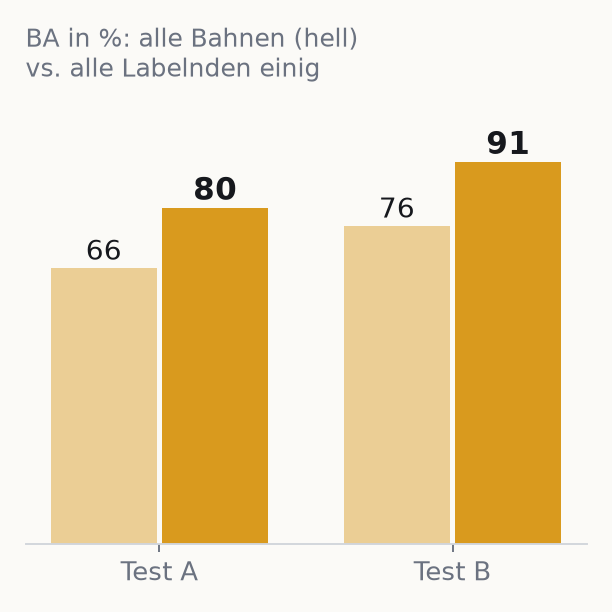 BA in %: alle Bahnen (hell)
vs. alle Labelnden einig
66
80
76
91
Test A
Test B